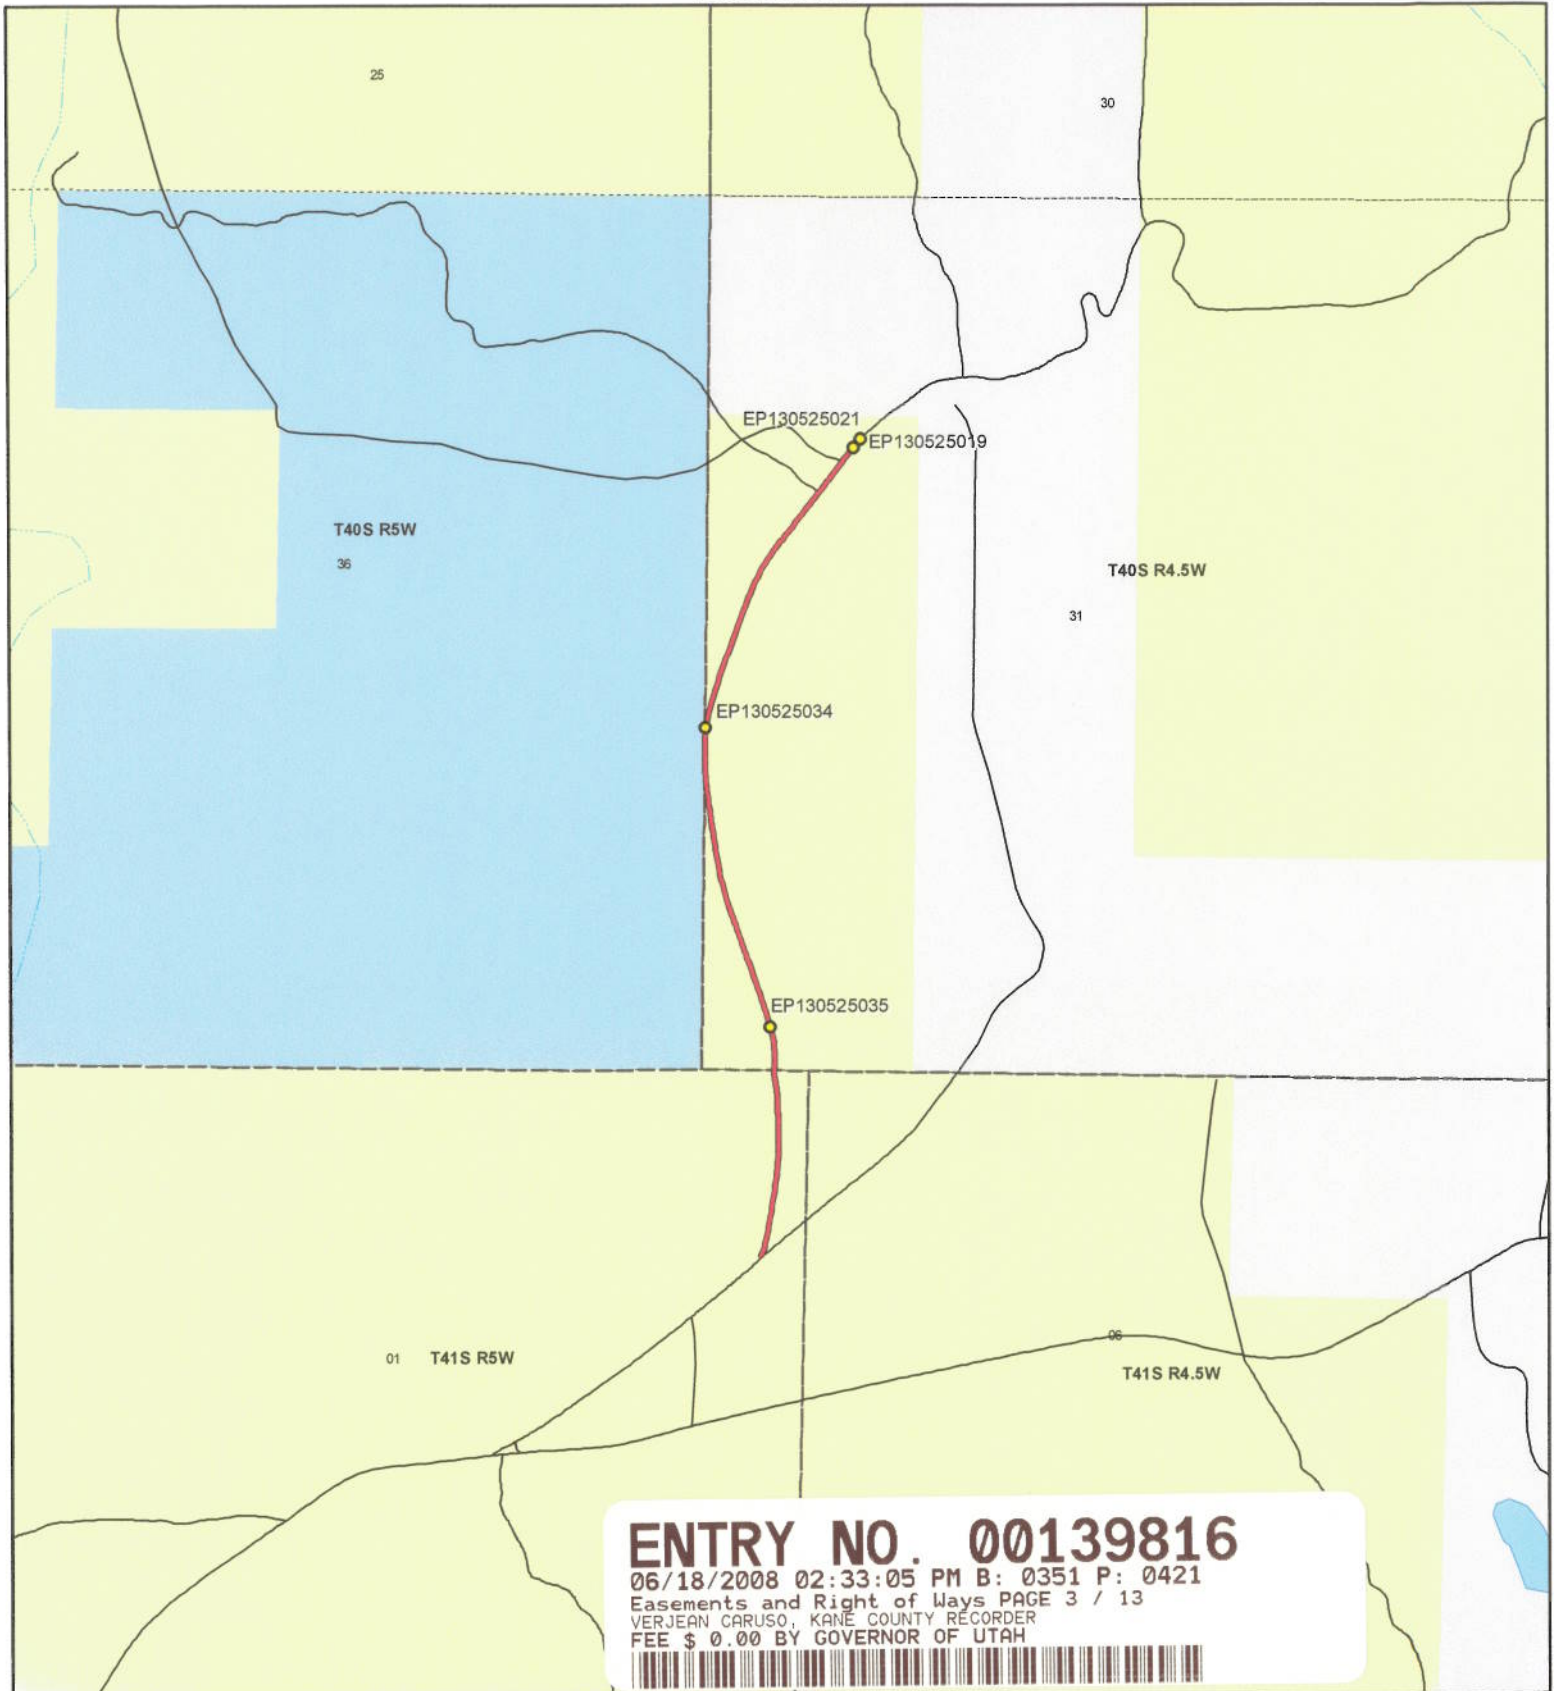 25
30
EP130525021
EP130525019
T40S R5W
36
T40S R4.5W
31
EP130525034
EP130525035
01 T41S R5W
06
T41S R4.5W
ENTRY NO. 00139816
06/18/2008 02:33:05 PM B: 0351 P: 0421
Easements and Right of Ways PAGE 3 / 13
VERJEAN CARUSO, KANE COUNTY RECORDER
FEE $ 0.00 BY GOVERNOR OF UTAH